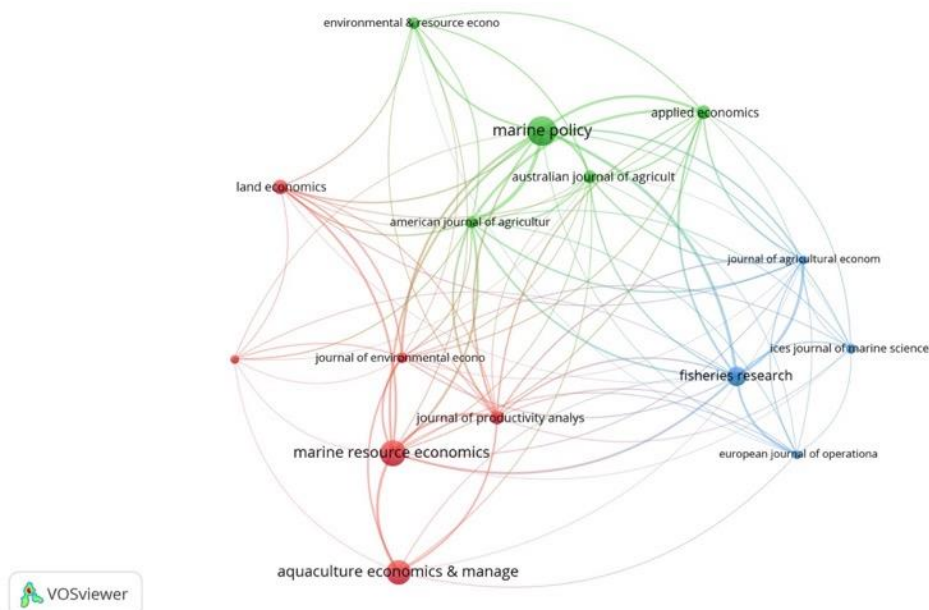 environmental & resource econo
marine policy
applied economics
australian journal of agricult
land economics
american journal of agricultur
journal of agricultural econom
ices journal of marine science
journal of environmental econo
fisheries research
journal of productivity analys
marine resource economics
european journal of operationa
aquaculture economics & manage
VOSviewer